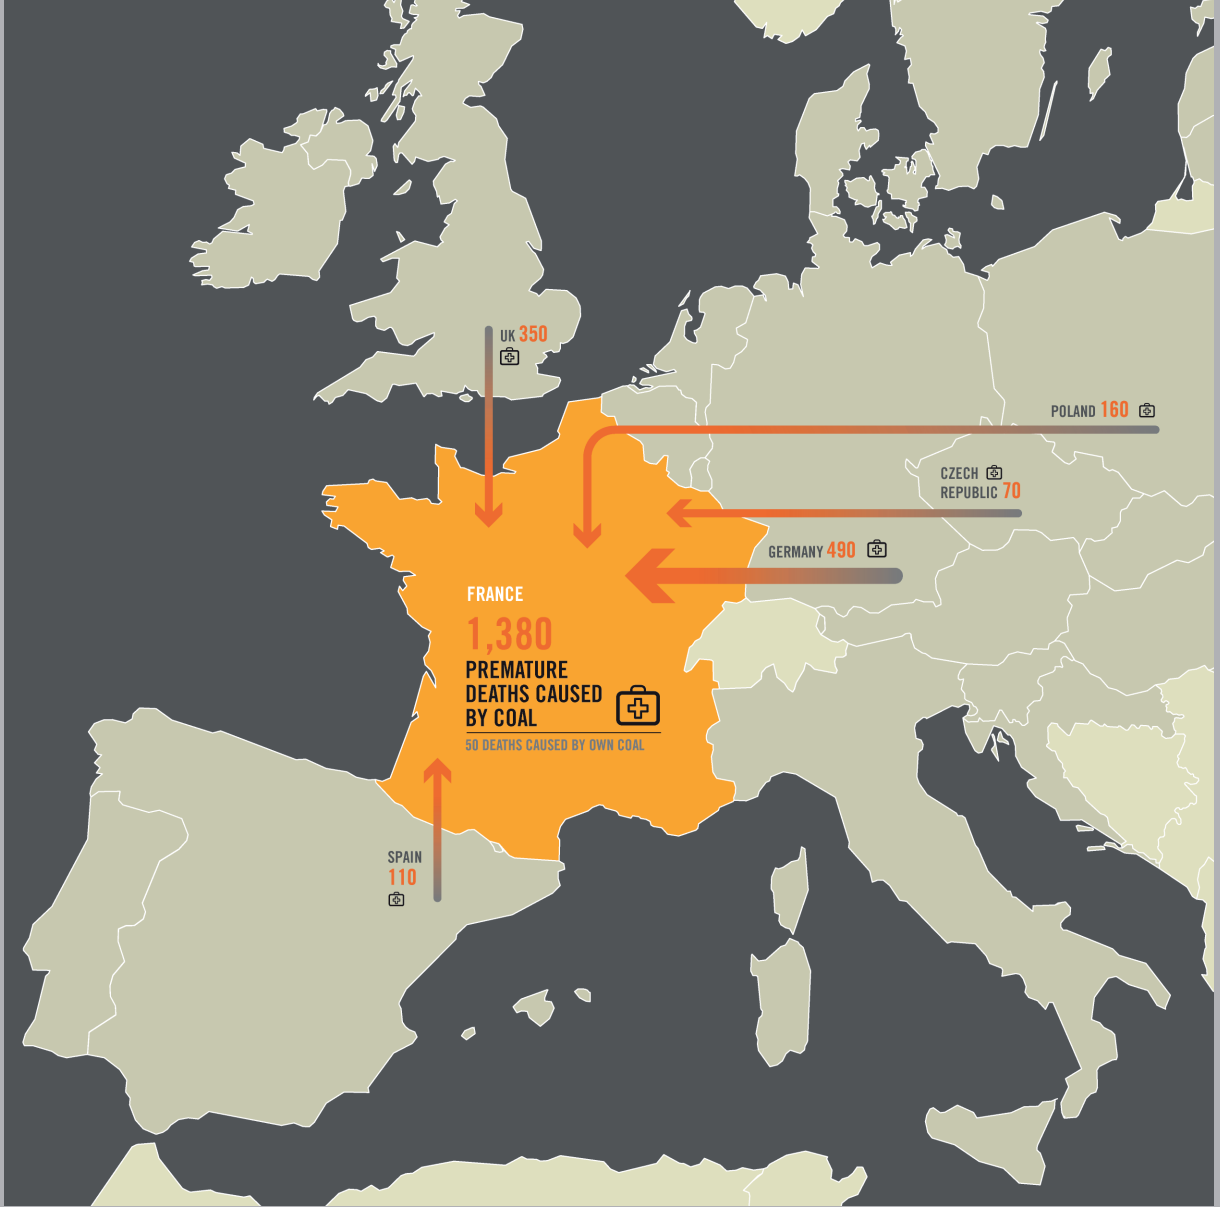 UK 350
POLAND 160
CZECH
REPUBLIC 70
GERMANY 490
FRANCE
1,380
PREMATURE
DEATHS CAUSED
BY COAL
50 DEATHS CAUSED BY OWN COAL
SPAIN
110